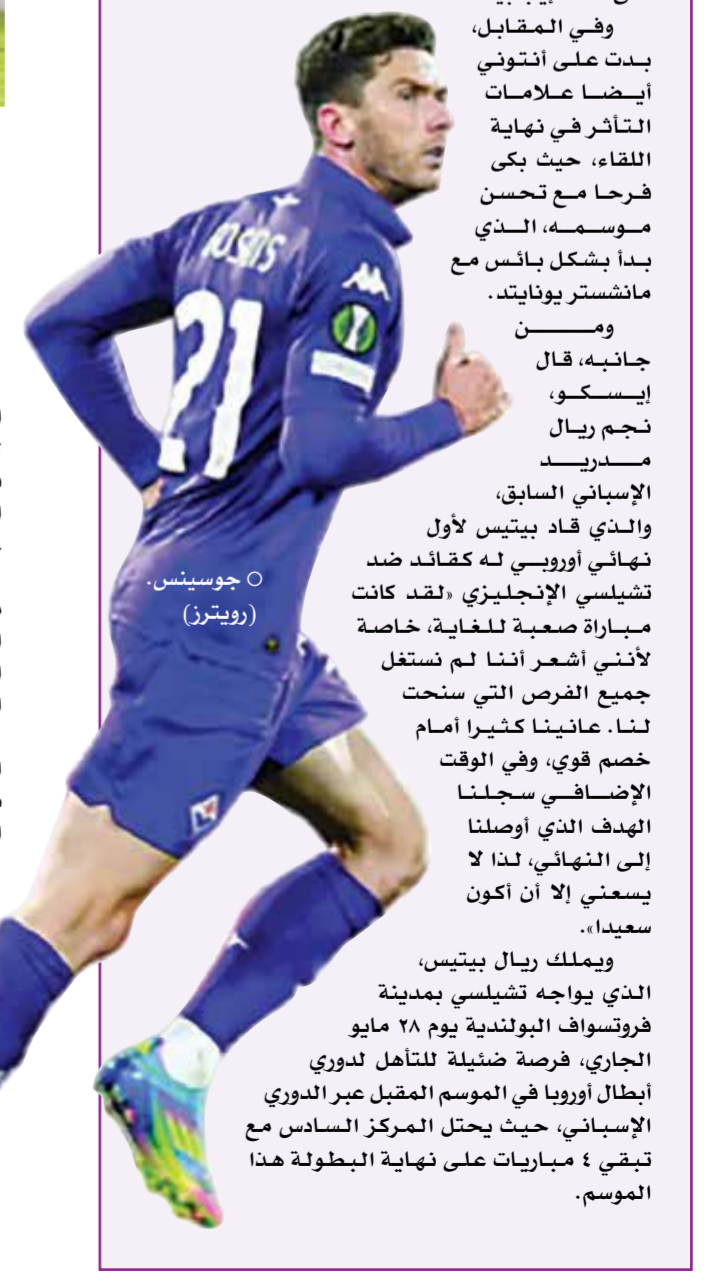 وفي المقابل،
بدت على أنتوني
أيضا علامات
التأثر في نهاية
اللقاء، حيث بكى
فرحا مع تحسن
موسمه، الذي
بدأ بشكل بائس مع
مانشستر يونايتد.
ومن
جانبه، قال
إيسكو،
نجم ريال
مدريد
الإسباني السابق،
والذي قاد بيتيس لأول
نهائي أوروبي له كقائد ضد
تشيلسي الإنجليزي «لقد كانت
مباراة صعبة للغاية، خاصة
لأنني أشعر أننا لم نستغل
جميع الفرص التي سنحت
لنا. عانينا كثيرا أمام
خصم قوي، وفي الوقت
الإضافي سجلنا
الهدف الذي أوصلنا
إلى النهائي، لذا لا
يسعني إلا أن أكون
سعيدا».
ويملك ريال بيتيس،
الذي يواجه تشيلسي بمدينة
فروتسواف البولندية يوم ٢٨ مايو
الجاري، فرصة ضئيلة للتأهل لدوري
أبطال أوروبا في الموسم المقبل عبر الدوري
الإسباني، حيث يحتل المركز السادس مع
تبقي ٤ مباريات على نهاية البطولة هذا
الموسم.
21
○ جوسينس.
(رويترز)